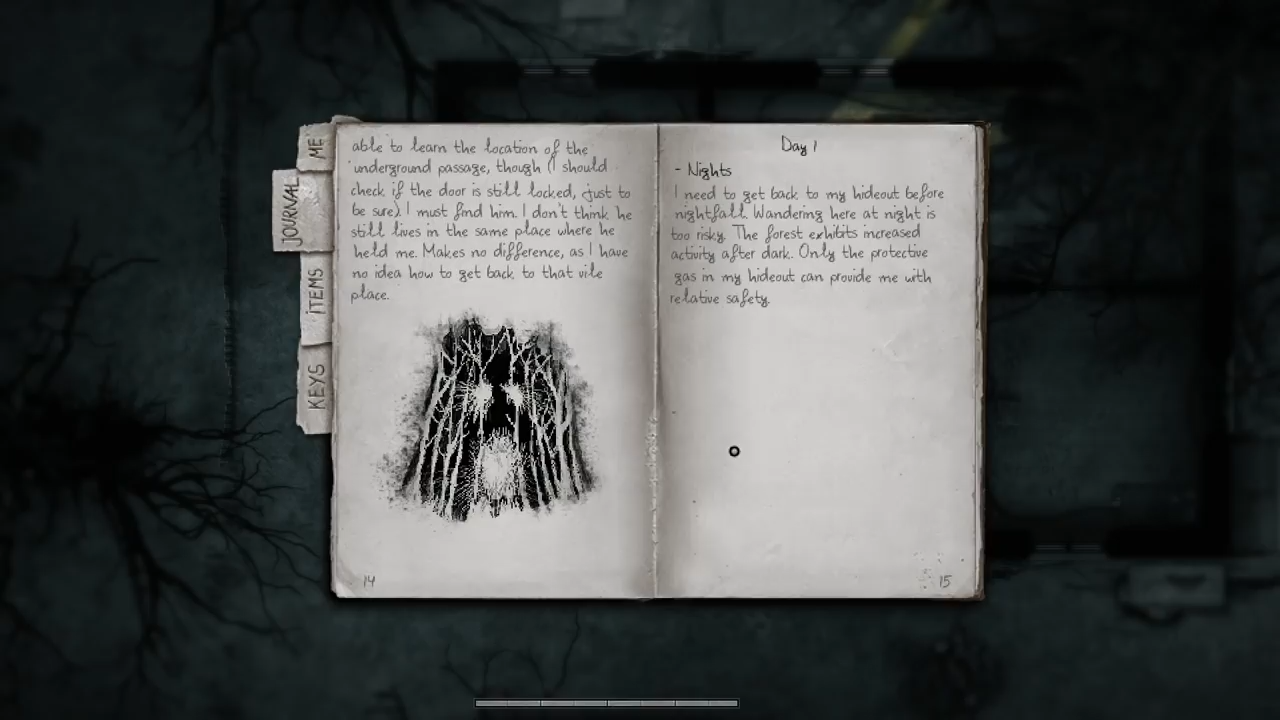 ME
JOURNAL
ITEMS
KEYS
able to learn the location of the
underground passage, though (I should
check if the door is still locked, just to
be sure). I must find him. I don't think he
still lives in the same place where he
held me. Makes no difference, as I have
no idea how to get back to that vile
place.
14
Day 1
- Nights
I need to get back to my hideout before
nightfall. Wandering here at night is
too risky. The forest exhibits increased
activity after dark. Only the protective
gas in my hideout can provide me with
relative safety.
15